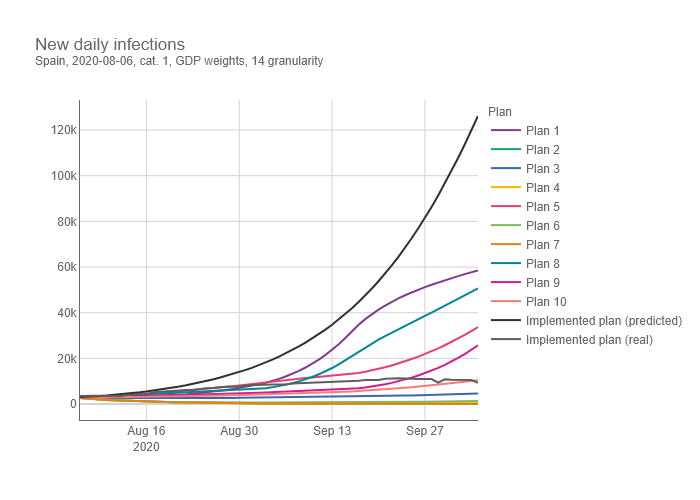 New daily infections
Spain, 2020-08-06, cat. 1, GDP weights, 14 granularity
Plan
Plan 1
Plan 2
Plan 3
Plan 4
Plan 5
Plan 6
Plan 7
Plan 8
Plan 9
Plan 10
Implemented plan (predicted)
Implemented plan (real)
120k
100k
80k
60k
40k
20k
0
Aug 16 Aug 30 Sep 13 Sep 27
2020